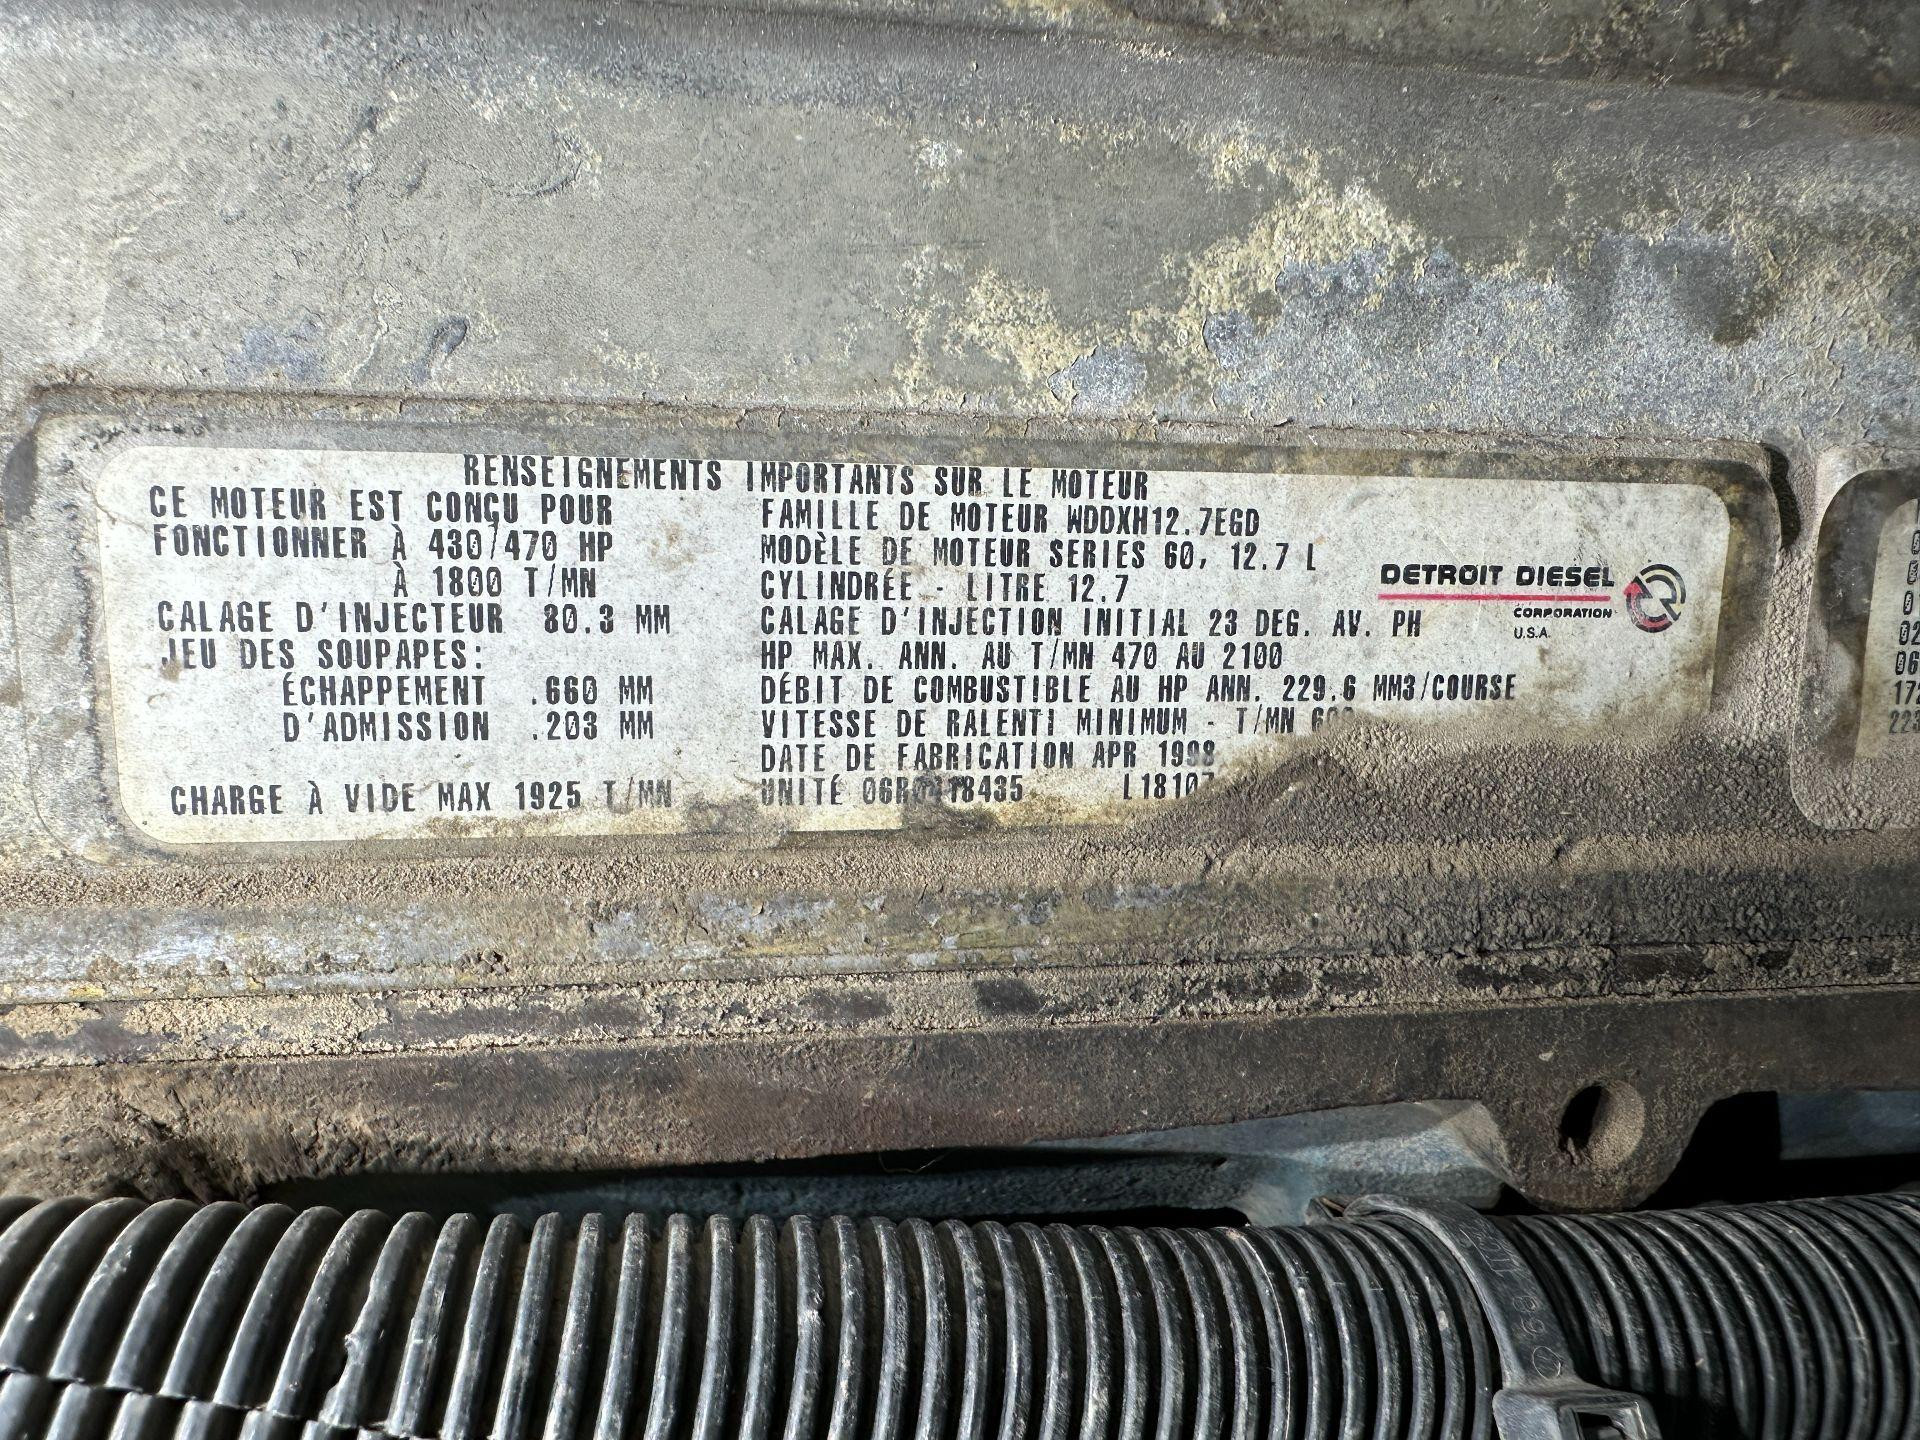 RENSEIGNEMENTS IMPORTANTS SUR LE MOTEUR
CE MOTEUR EST CONÇU POUR
FONCTIONNER À 430/470 HP
À 1800 T/MN
CALAGE D'INJECTEUR 80.3 MM
JEU DES SOUPAPES:
ÉCHAPPEMENT .660 MM
D'ADMISSION .203 MM
CHARGE À VIDE MAX 1925 T/MN
FAMILLE DE MOTEUR WDDXH12.7EGD
MODÈLE DE MOTEUR SERIES 60, 12.7 L
CYLINDRÉE - LITRE 12.7
CALAGE D'INJECTION INITIAL 23 DEG. AV. PH
HP MAX. ANN. AU T/MN 470 AU 2100
DÉBIT DE COMBUSTIBLE AU HP ANN. 229.6 MM3/COURSE
VITESSE DE RALENTI MINIMUM - T/MN
DATE DE FABRICATION APR 1998
UNITÉ
DETROIT DIESEL
CORPORATION
U.S.A.